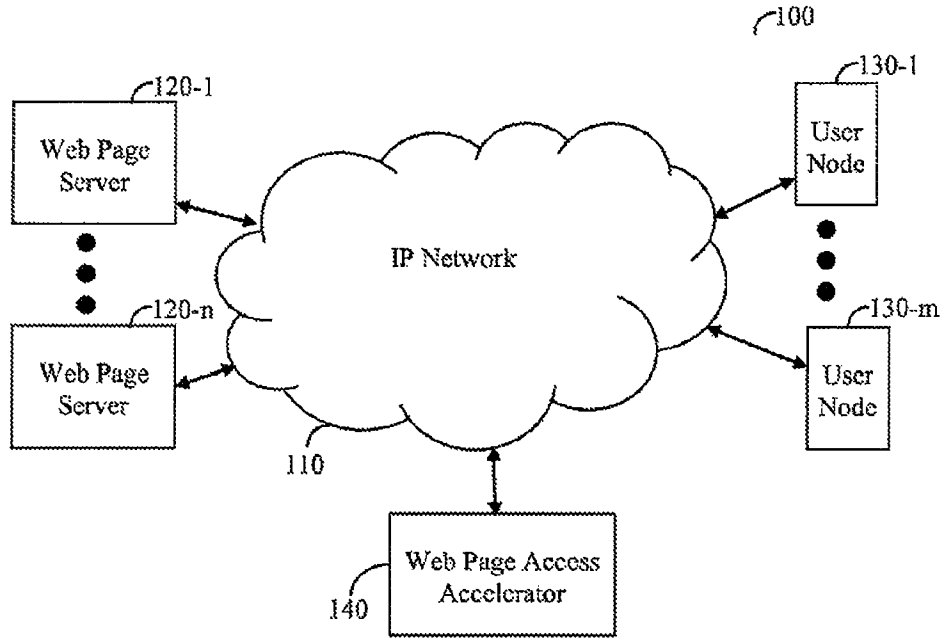 100
120-1
130-1
Web Page
Server
User
Node
IP Network
120-n
130-m
Web Page
Server
User
Node
110
Web Page Access
Accelerator
140